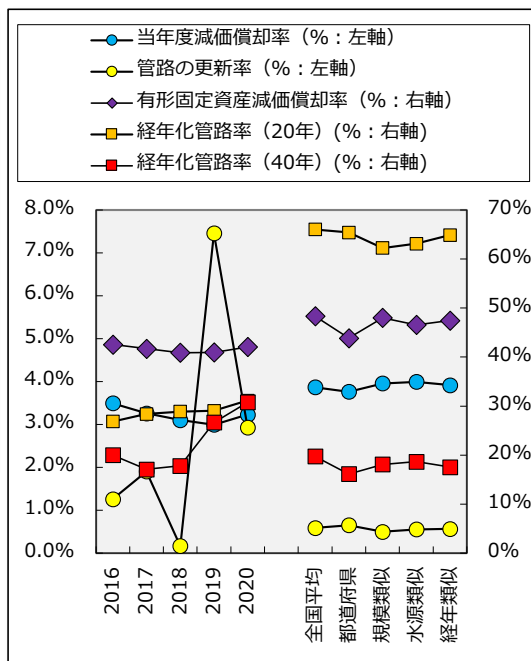 当年度減価償却率（%：左軸）
管路の更新率（%：左軸）
有形固定資産減価償却率（%：右軸）
経年化管路率（20年）(%：右軸)
経年化管路率（40年）(%：右軸)
8.0%
7.0%
6.0%
5.0%
4.0%
3.0%
2.0%
1.0%
0.0%
70%
60%
50%
40%
30%
20%
10%
0%
2016
2017
2018
2019
2020
全国平均
都道府県
規模類似
水源類似
経年類似